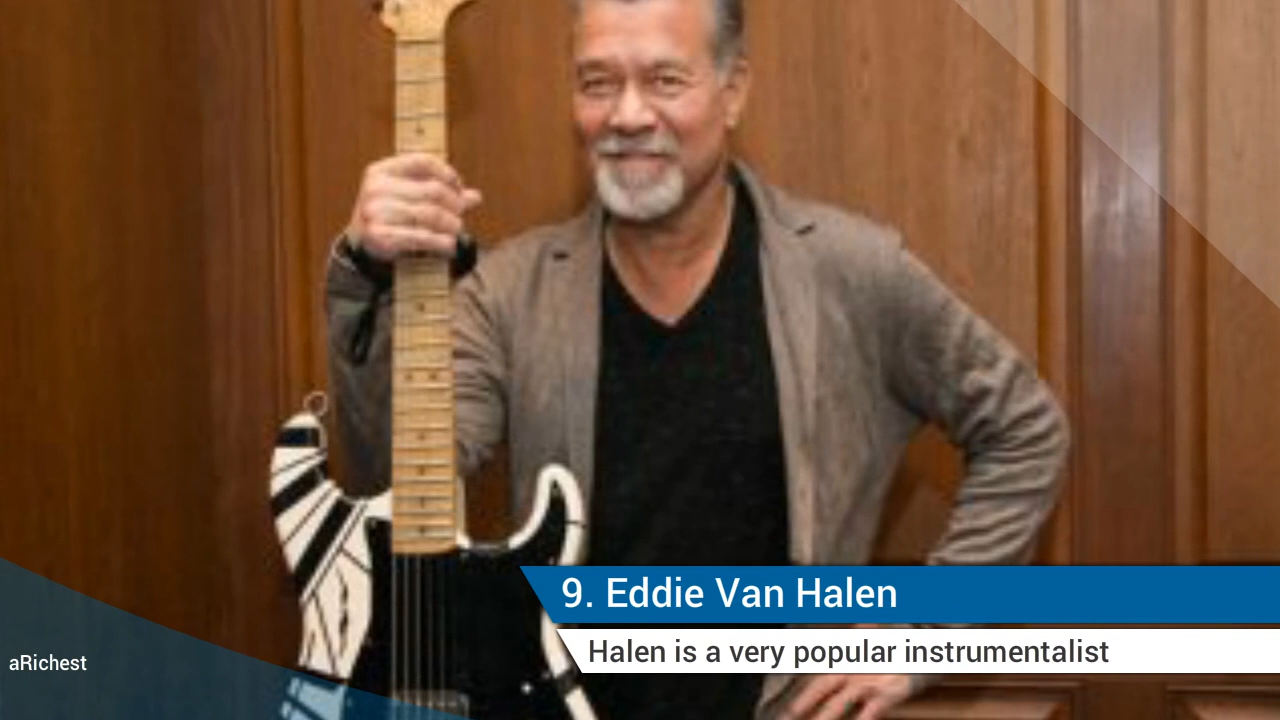 9. Eddie Van Halen
Halen is a very popular instrumentalist
aRichest